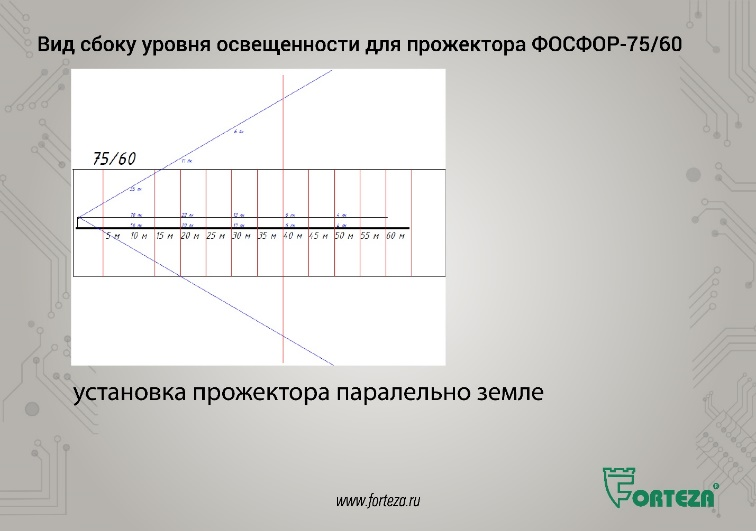 Вид сбоку уровня освещенности для прожектора ФОСФОР-75/60
75/60
5 м 10 м 15 м 20 м 25 м 30 м 35 м 40 м 45 м 50 м 55 м 60 м
установка прожектора паралельно земле
www.forteza.ru
FORTEZA